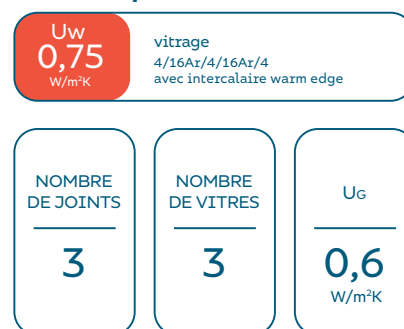 Uw
0,75
W/m²K
vitrage
4/16Ar/4/16Ar/4
avec intercalaire warm edge
NOMBRE
DE JOINTS
3
NOMBRE
DE VITRES
3
UG
0,6
W/m²K